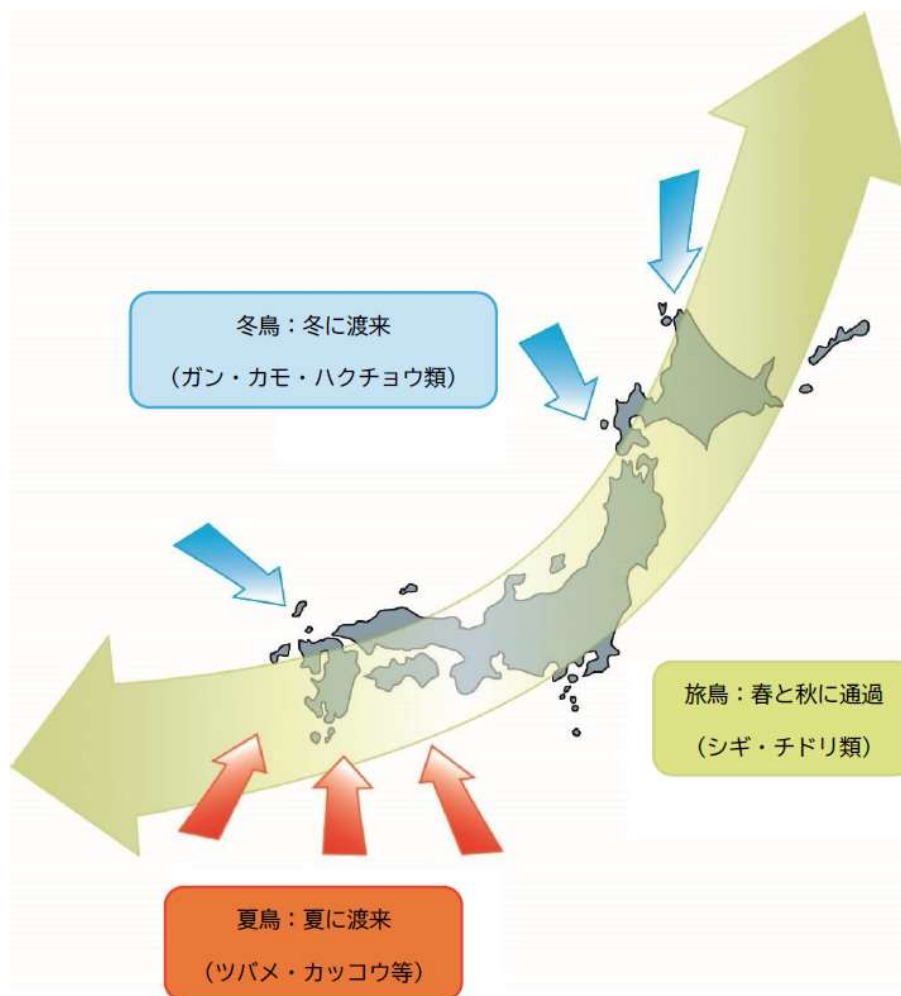 冬鳥：冬に渡来
（ガン・カモ・ハクチョウ類）
旅鳥：春と秋に通過
（シギ・チドリ類）
夏鳥：夏に渡来
（ツバメ・カッコウ等）